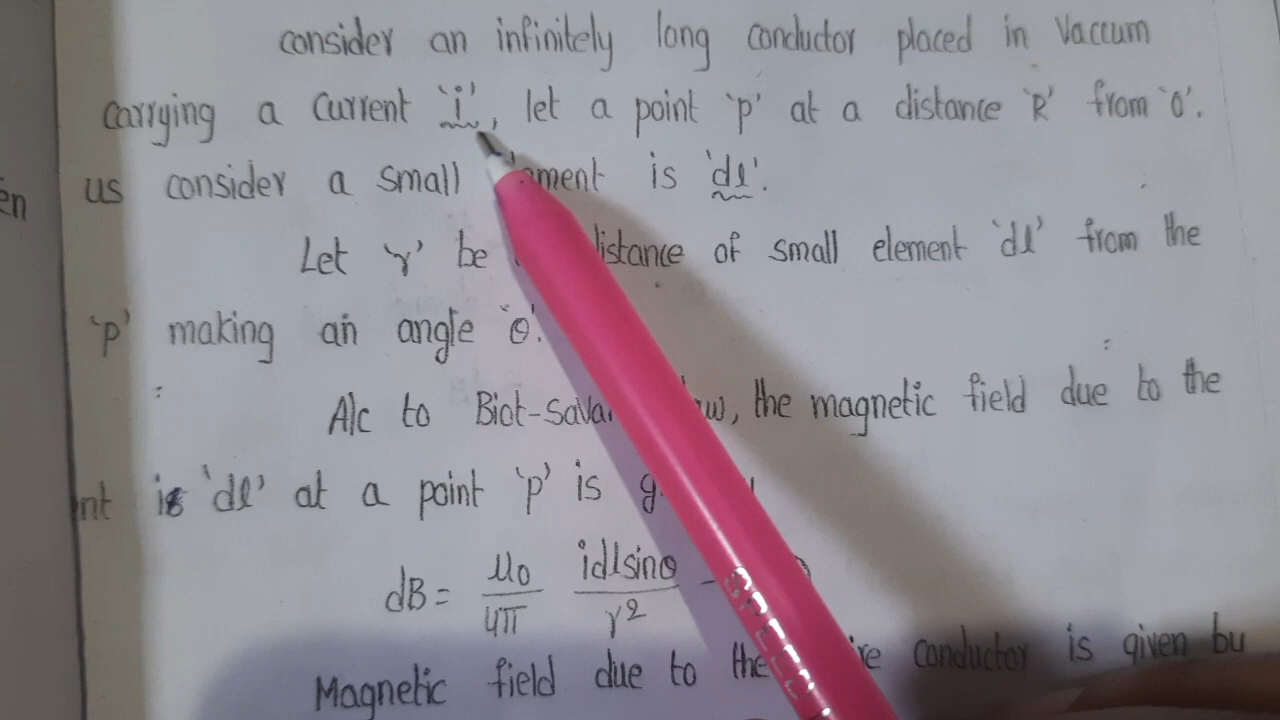 consider an infinitely long conductor placed in Vaccum
carrying a current 'i', let a point 'p' at a distance 'R' from 'O'.
us consider a small ement is 'dl'.
Let 'r' be distance of small element 'dl' from the
'p' making an angle 'θ'.
A/c to Biot-Sava w, the magnetic field due to the
nt is 'dl' at a point 'p' is g
dB = μ0/4π idlsinθ/r²
Magnetic field due to the re conductor is given by